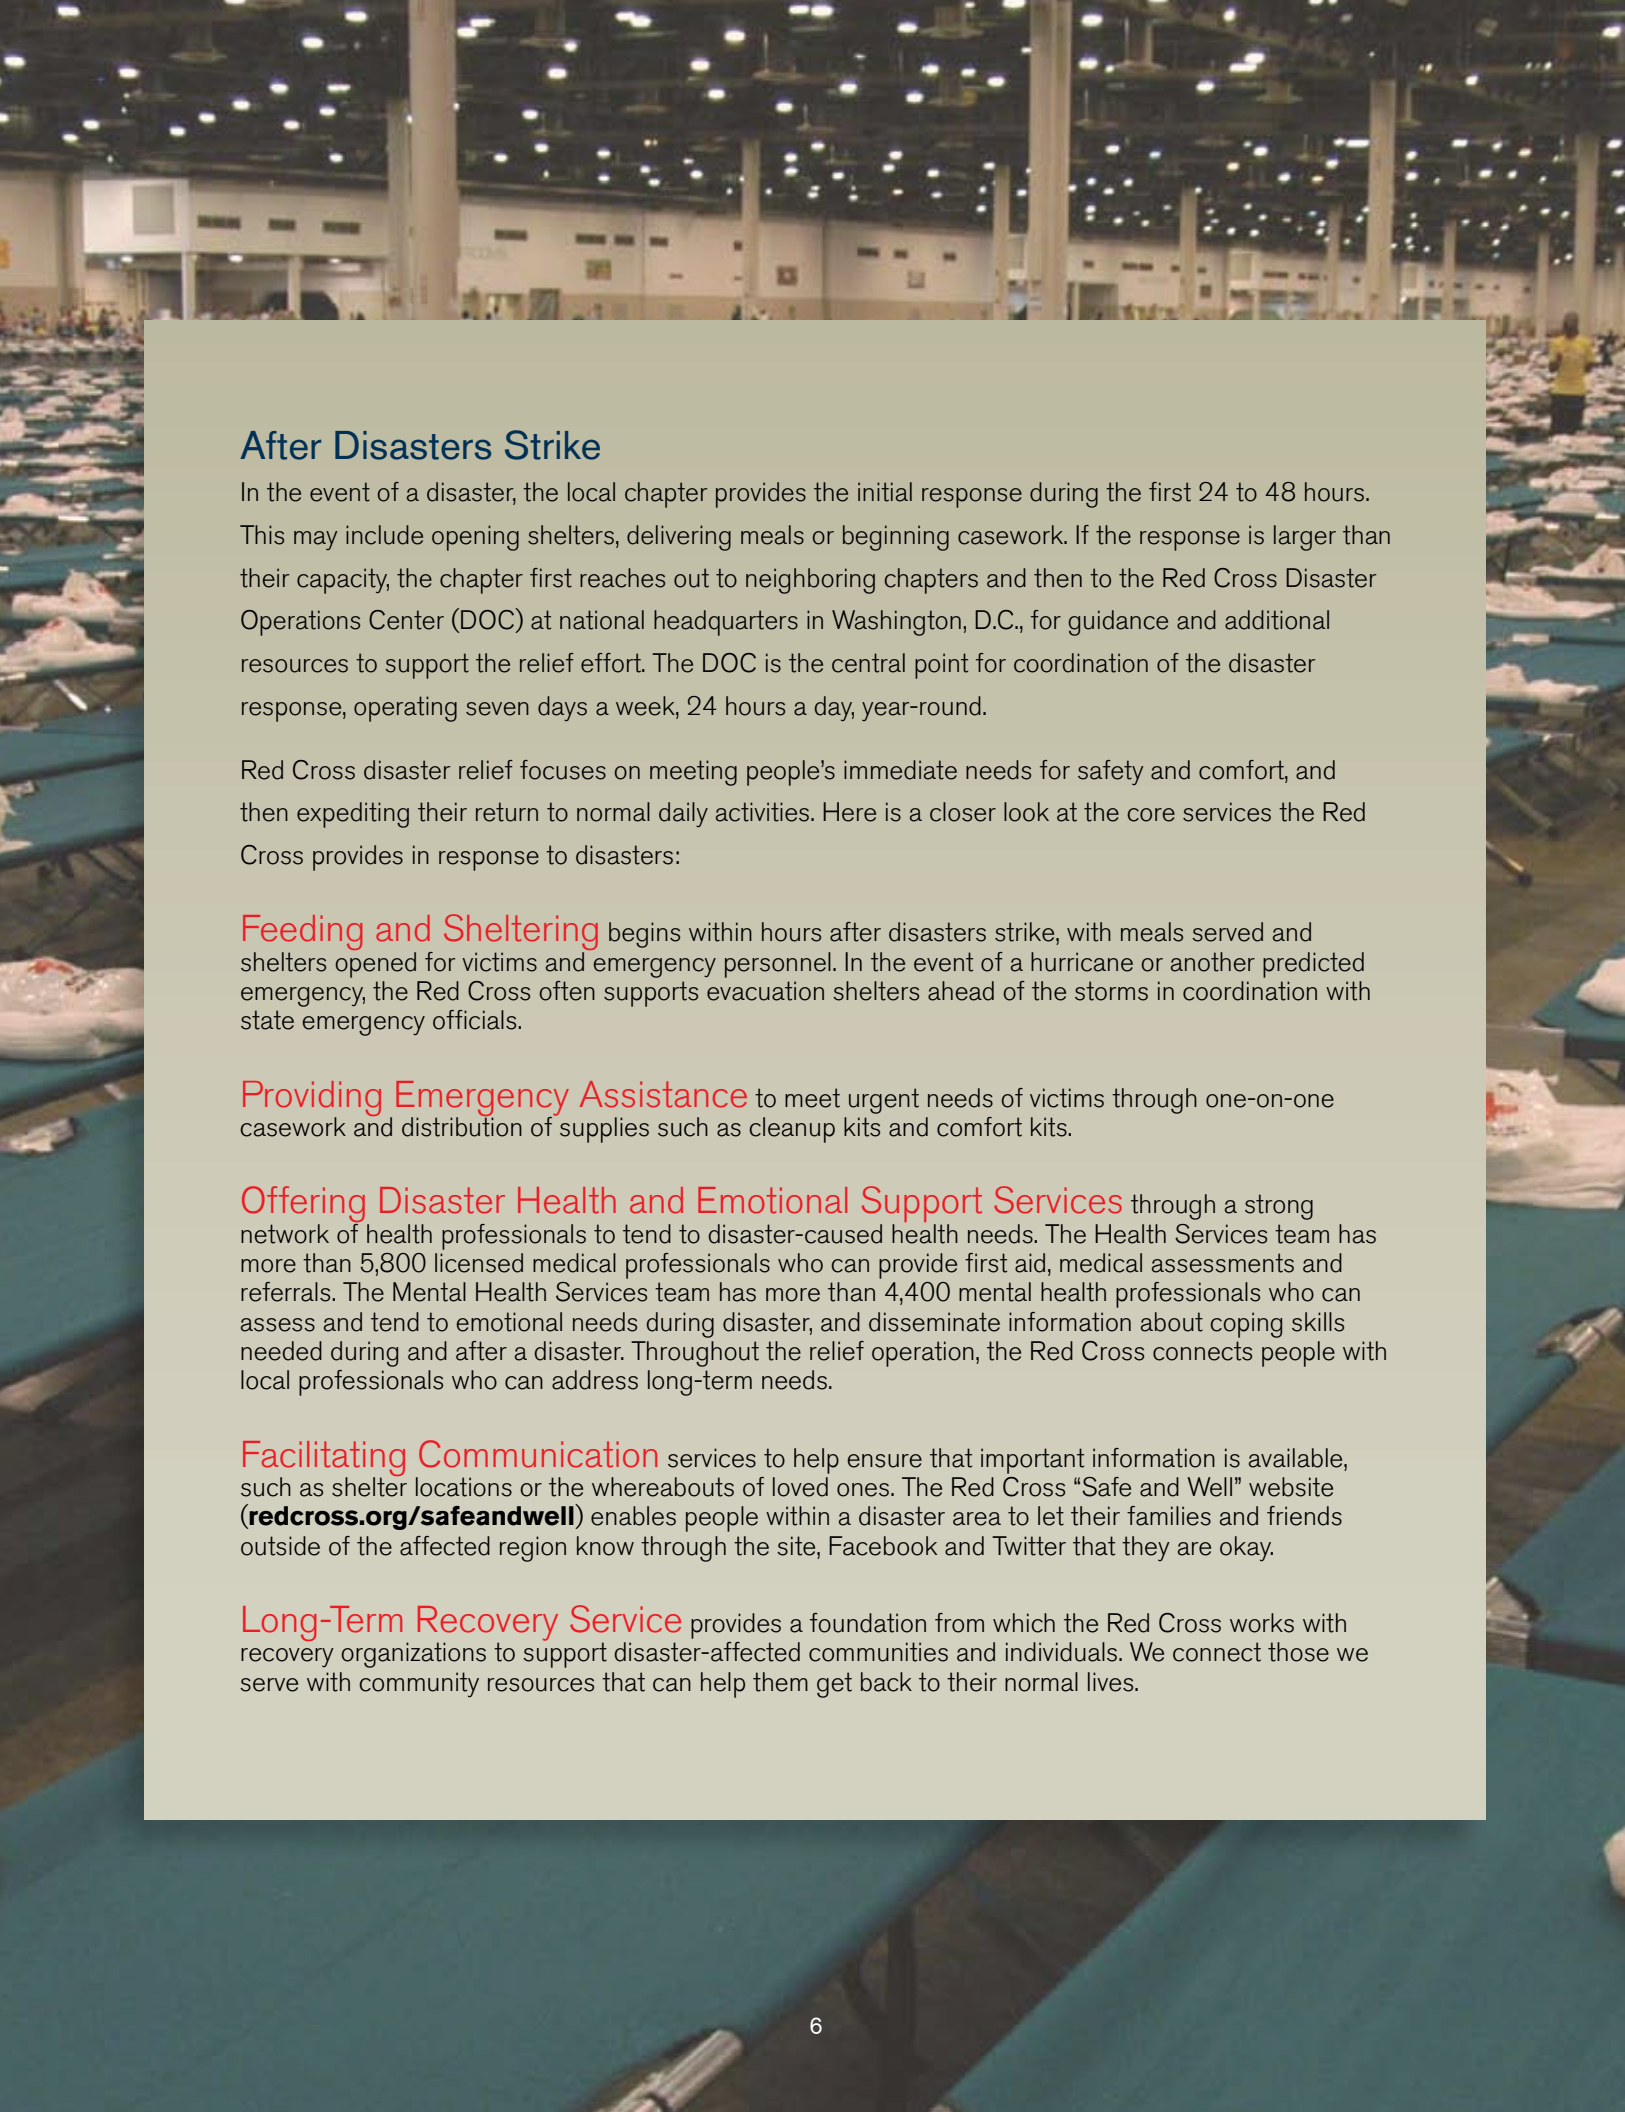 After Disasters Strike
In the event of a disaster, the local chapter provides the initial response during the first 24 to 48 hours.
This may include opening shelters, delivering meals or beginning casework. If the response is larger than
their capacity, the chapter first reaches out to neighboring chapters and then to the Red Cross Disaster
Operations Center (DOC) at national headquarters in Washington, D.C., for guidance and additional
resources to support the relief effort. The DOC is the central point for coordination of the disaster
response, operating seven days a week, 24 hours a day, year-round.
Red Cross disaster relief focuses on meeting people’s immediate needs for safety and comfort, and
then expediting their return to normal daily activities. Here is a closer look at the core services the Red
Cross provides in response to disasters:
Feeding and Sheltering begins within hours after disasters strike, with meals served and
shelters opened for victims and emergency personnel. In the event of a hurricane or another predicted
emergency, the Red Cross often supports evacuation shelters ahead of the storms in coordination with
state emergency officials.
Providing Emergency Assistance to meet urgent needs of victims through one-on-one
casework and distribution of supplies such as cleanup kits and comfort kits.
Offering Disaster Health and Emotional Support Services through a strong
network of health professionals to tend to disaster-caused health needs. The Health Services team has
more than 5,800 licensed medical professionals who can provide first aid, medical assessments and
referrals. The Mental Health Services team has more than 4,400 mental health professionals who can
assess and tend to emotional needs during disaster, and disseminate information about coping skills
needed during and after a disaster. Throughout the relief operation, the Red Cross connects people with
local professionals who can address long-term needs.
Facilitating Communication services to help ensure that important information is available,
such as shelter locations or the whereabouts of loved ones. The Red Cross “Safe and Well” website
(redcross.org/safeandwell) enables people within a disaster area to let their families and friends
outside of the affected region know through the site, Facebook and Twitter that they are okay.
Long-Term Recovery Service provides a foundation from which the Red Cross works with
recovery organizations to support disaster-affected communities and individuals. We connect those we
serve with community resources that can help them get back to their normal lives.
6